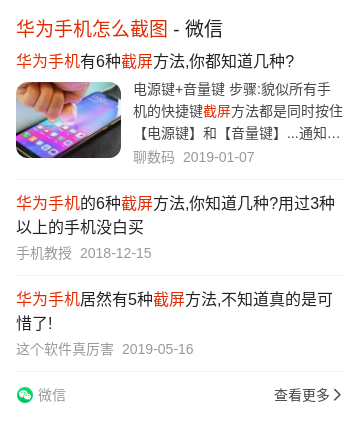 华为手机怎么截图 - 微信
华为手机有6种截屏方法,你都知道几种?
电源键+音量键 步骤:貌似所有手
机的快捷键截屏方法都是同时按住
【电源键】和【音量键】...通知…
聊数码 2019-01-07
华为手机的6种截屏方法,你知道几种?用过3种
以上的手机没白买
手机教授 2018-12-15
华为手机居然有5种截屏方法,不知道真的是可
惜了!
这个软件真厉害 2019-05-16
微信
查看更多